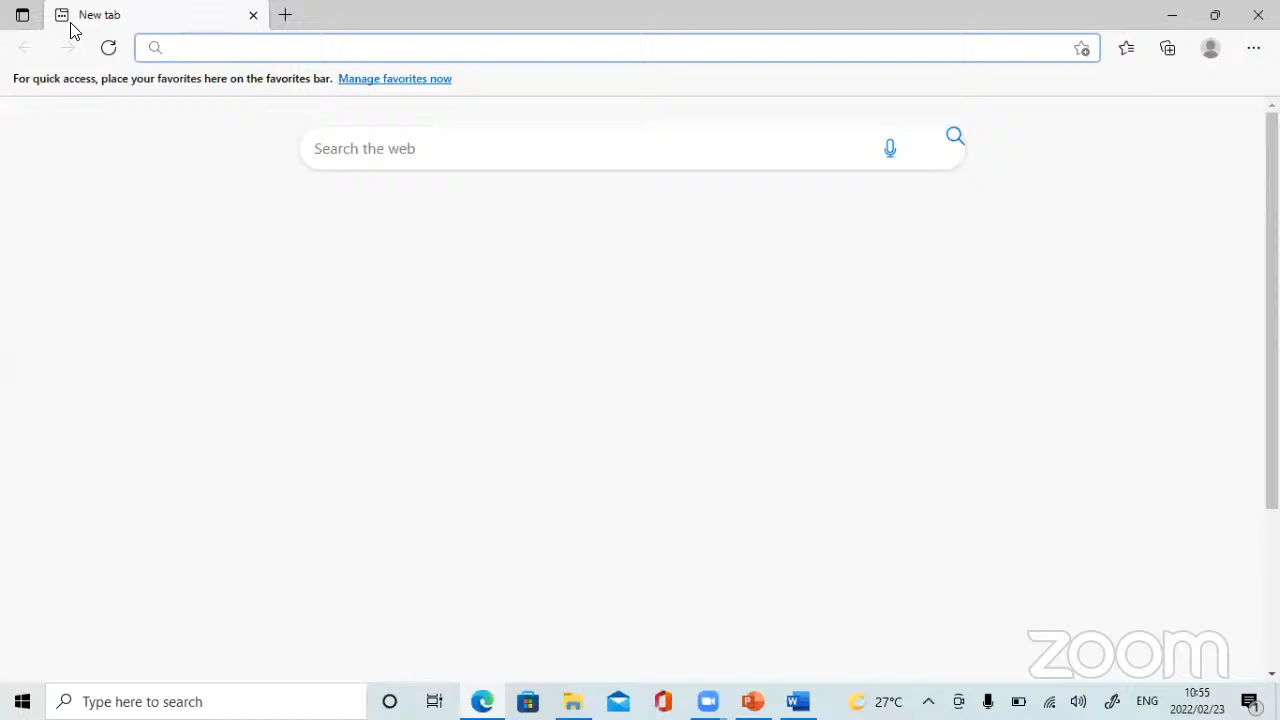 New tab
For quick access, place your favorites here on the favorites bar. Manage favorites now
Search the web
zoom
Type here to search
27°C
ENG
10:55
2022/02/23
1